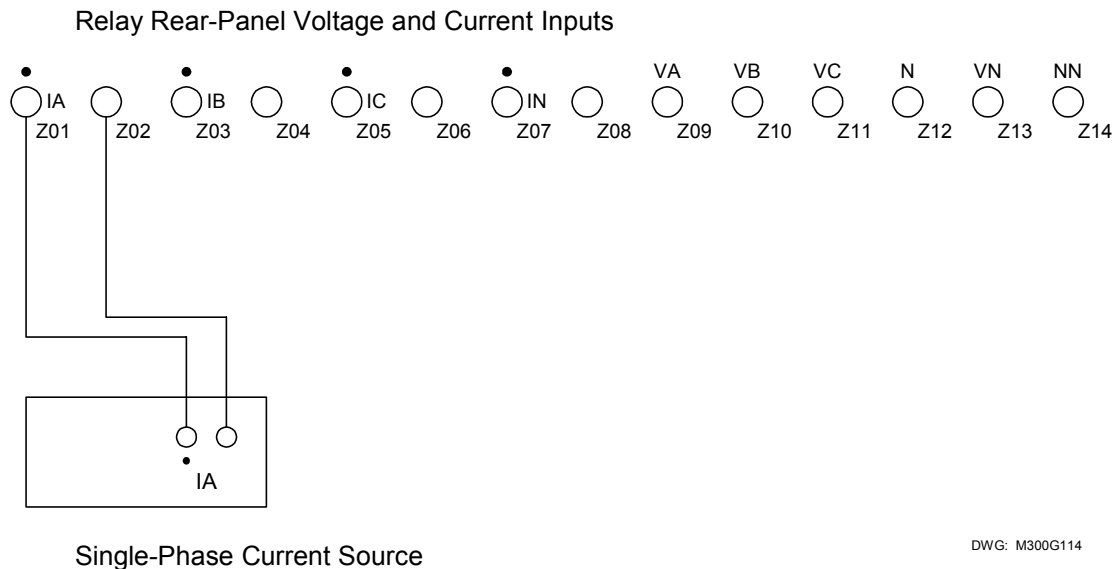 Relay Rear-Panel Voltage and Current Inputs
VA VB VC N VN NN
IA IB IC IN
Z01 Z02 Z03 Z04 Z05 Z06 Z07 Z08 Z09 Z10 Z11 Z12 Z13 Z14
IA
Single-Phase Current Source
DWG: M300G114